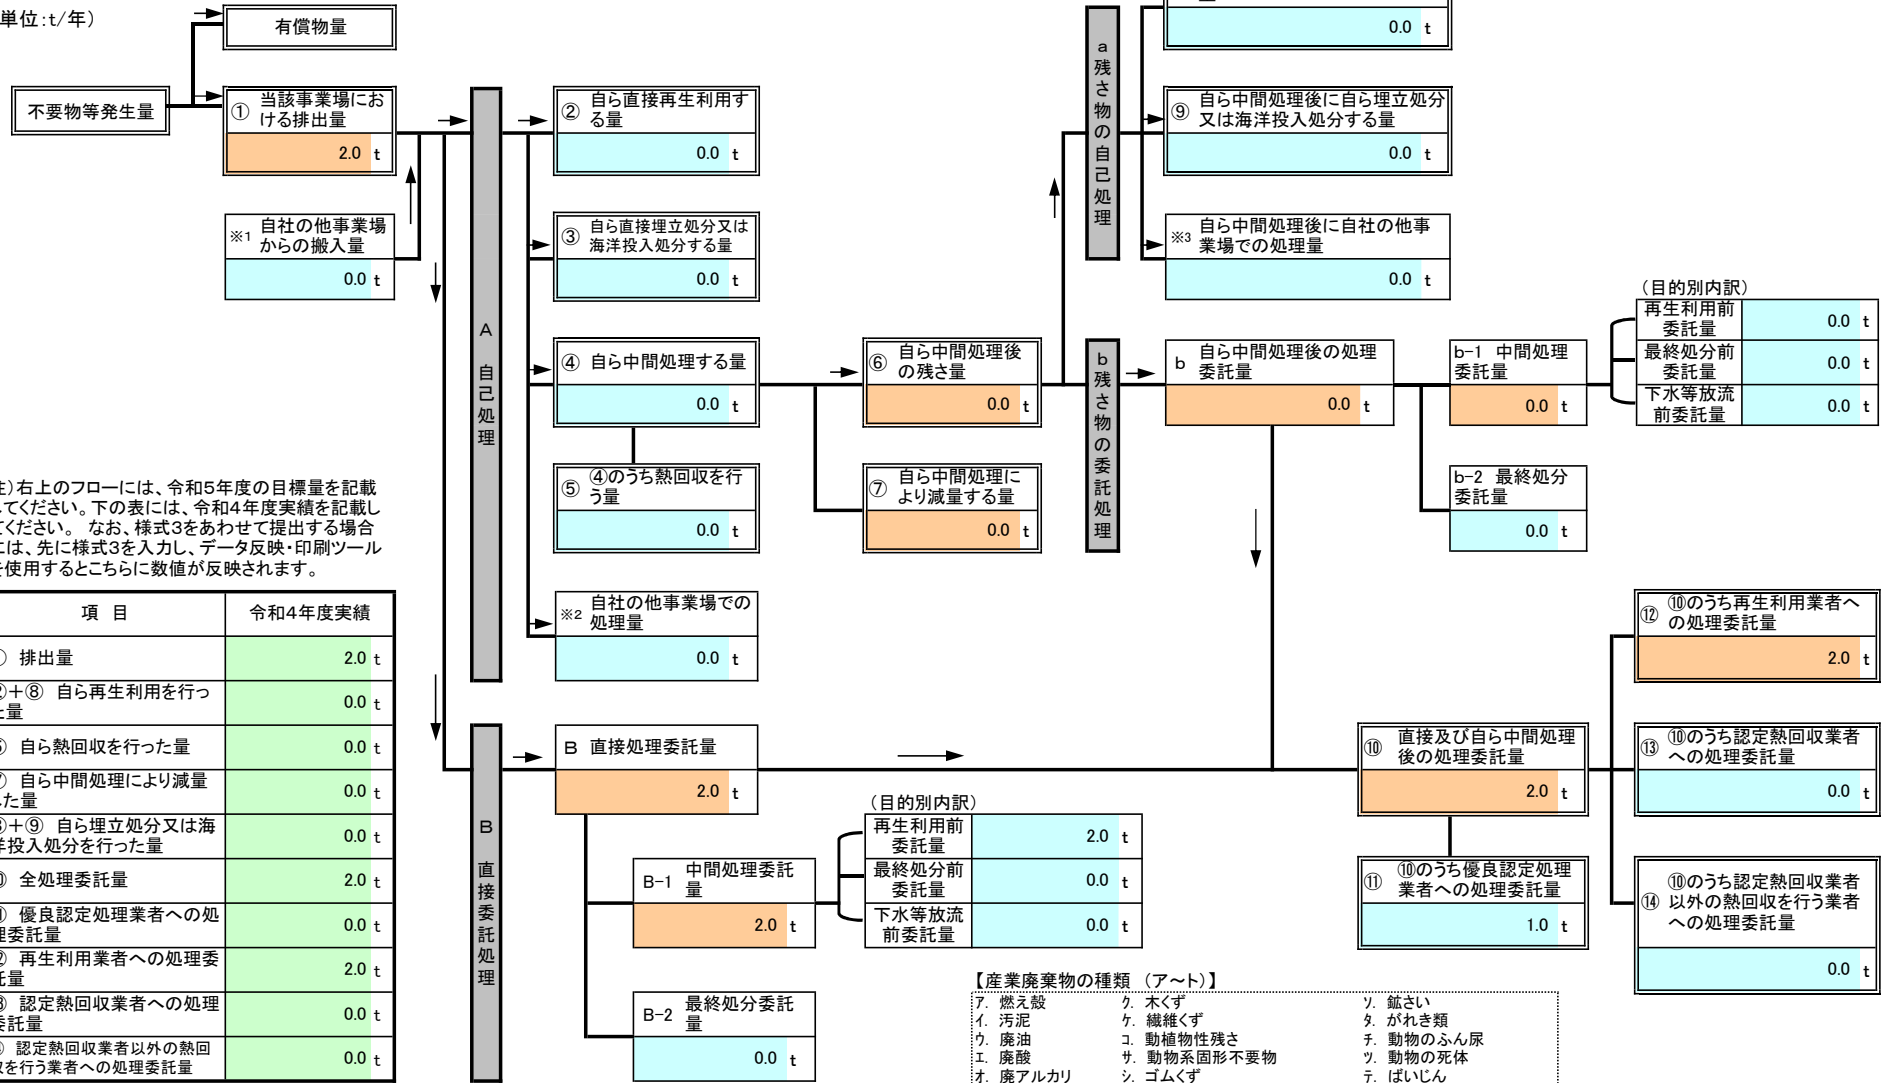 単位：t/年）
有償物量
不要物等発生量
① 当該事業場にお
ける排出量
2.0 t
※1 自社の他事業場
からの搬入量
0.0 t
A 自己処理
② 自ら直接再生利用す
る量
0.0 t
③ 自ら直接埋立処分又は
海洋投入処分する量
0.0 t
④ 自ら中間処理する量
0.0 t
⑤ ④のうち熱回収を行
う量
0.0 t
※2 自社の他事業場での
処理量
0.0 t
⑥ 自ら中間処理後
の残さ量
0.0 t
⑦ 自ら中間処理に
より減量する量
0.0 t
a 残さ物の自己処理
0.0 t
⑨ 自ら中間処理後に自ら埋立処分
又は海洋投入処分する量
0.0 t
※3 自ら中間処理後に自社の他事
業場での処理量
0.0 t
b 残さ物の委託処理
b 自ら中間処理後の処理
委託量
0.0 t
b-1 中間処理
委託量
0.0 t
（目的別内訳）
再生利用前
委託量
0.0 t
最終処分前
委託量
0.0 t
下水等放流
前委託量
0.0 t
b-2 最終処分
委託量
0.0 t
）右上のフローには、令和５年度の目標量を記載
してください。下の表には、令和４年度実績を記載し
てください。 なお、様式３をあわせて提出する場合
には、先に様式３を入力し、データ反映・印刷ツール
を使用するとこちらに数値が反映されます。
項 目 令和４年度実績
排出量 2.0 t
＋⑧ 自ら再生利用を行っ
た量 0.0 t
自ら熱回収を行った量 0.0 t
自ら中間処理により減量
した量 0.0 t
＋⑨ 自ら埋立処分又は海
洋投入処分を行った量 0.0 t
全処理委託量 2.0 t
優良認定処理業者への処
理委託量 0.0 t
再生利用業者への処理委
託量 2.0 t
認定熱回収業者への処理
委託量 0.0 t
認定熱回収業者以外の熱回
収を行う業者への処理委託量 0.0 t
B 直接委託処理
B 直接処理委託量
2.0 t
B-1 中間処理委託
量
2.0 t
（目的別内訳）
再生利用前
委託量
2.0 t
最終処分前
委託量
0.0 t
下水等放流
前委託量
0.0 t
B-2 最終処分委託
量
0.0 t
⑩ 直接及び自ら中間処理
後の処理委託量
2.0 t
⑪ ⑩のうち優良認定処理
業者への処理委託量
1.0 t
⑫ ⑩のうち再生利用業者へ
の処理委託量
2.0 t
⑬ ⑩のうち認定熱回収業者
への処理委託量
0.0 t
⑭ ⑩のうち認定熱回収業者
以外の熱回収を行う業者
への処理委託量
0.0 t
【産業廃棄物の種類 （ア～ト）】
ア. 燃え殻 ク. 木くず ソ. 鉱さい
イ. 汚泥 ケ. 繊維くず タ. がれき類
ウ. 廃油 コ. 動植物性残さ チ. 動物のふん尿
エ. 廃酸 サ. 動物系固形不要物 ツ. 動物の死体
オ. 廃アルカリ シ. ゴムくず テ. ばいじん